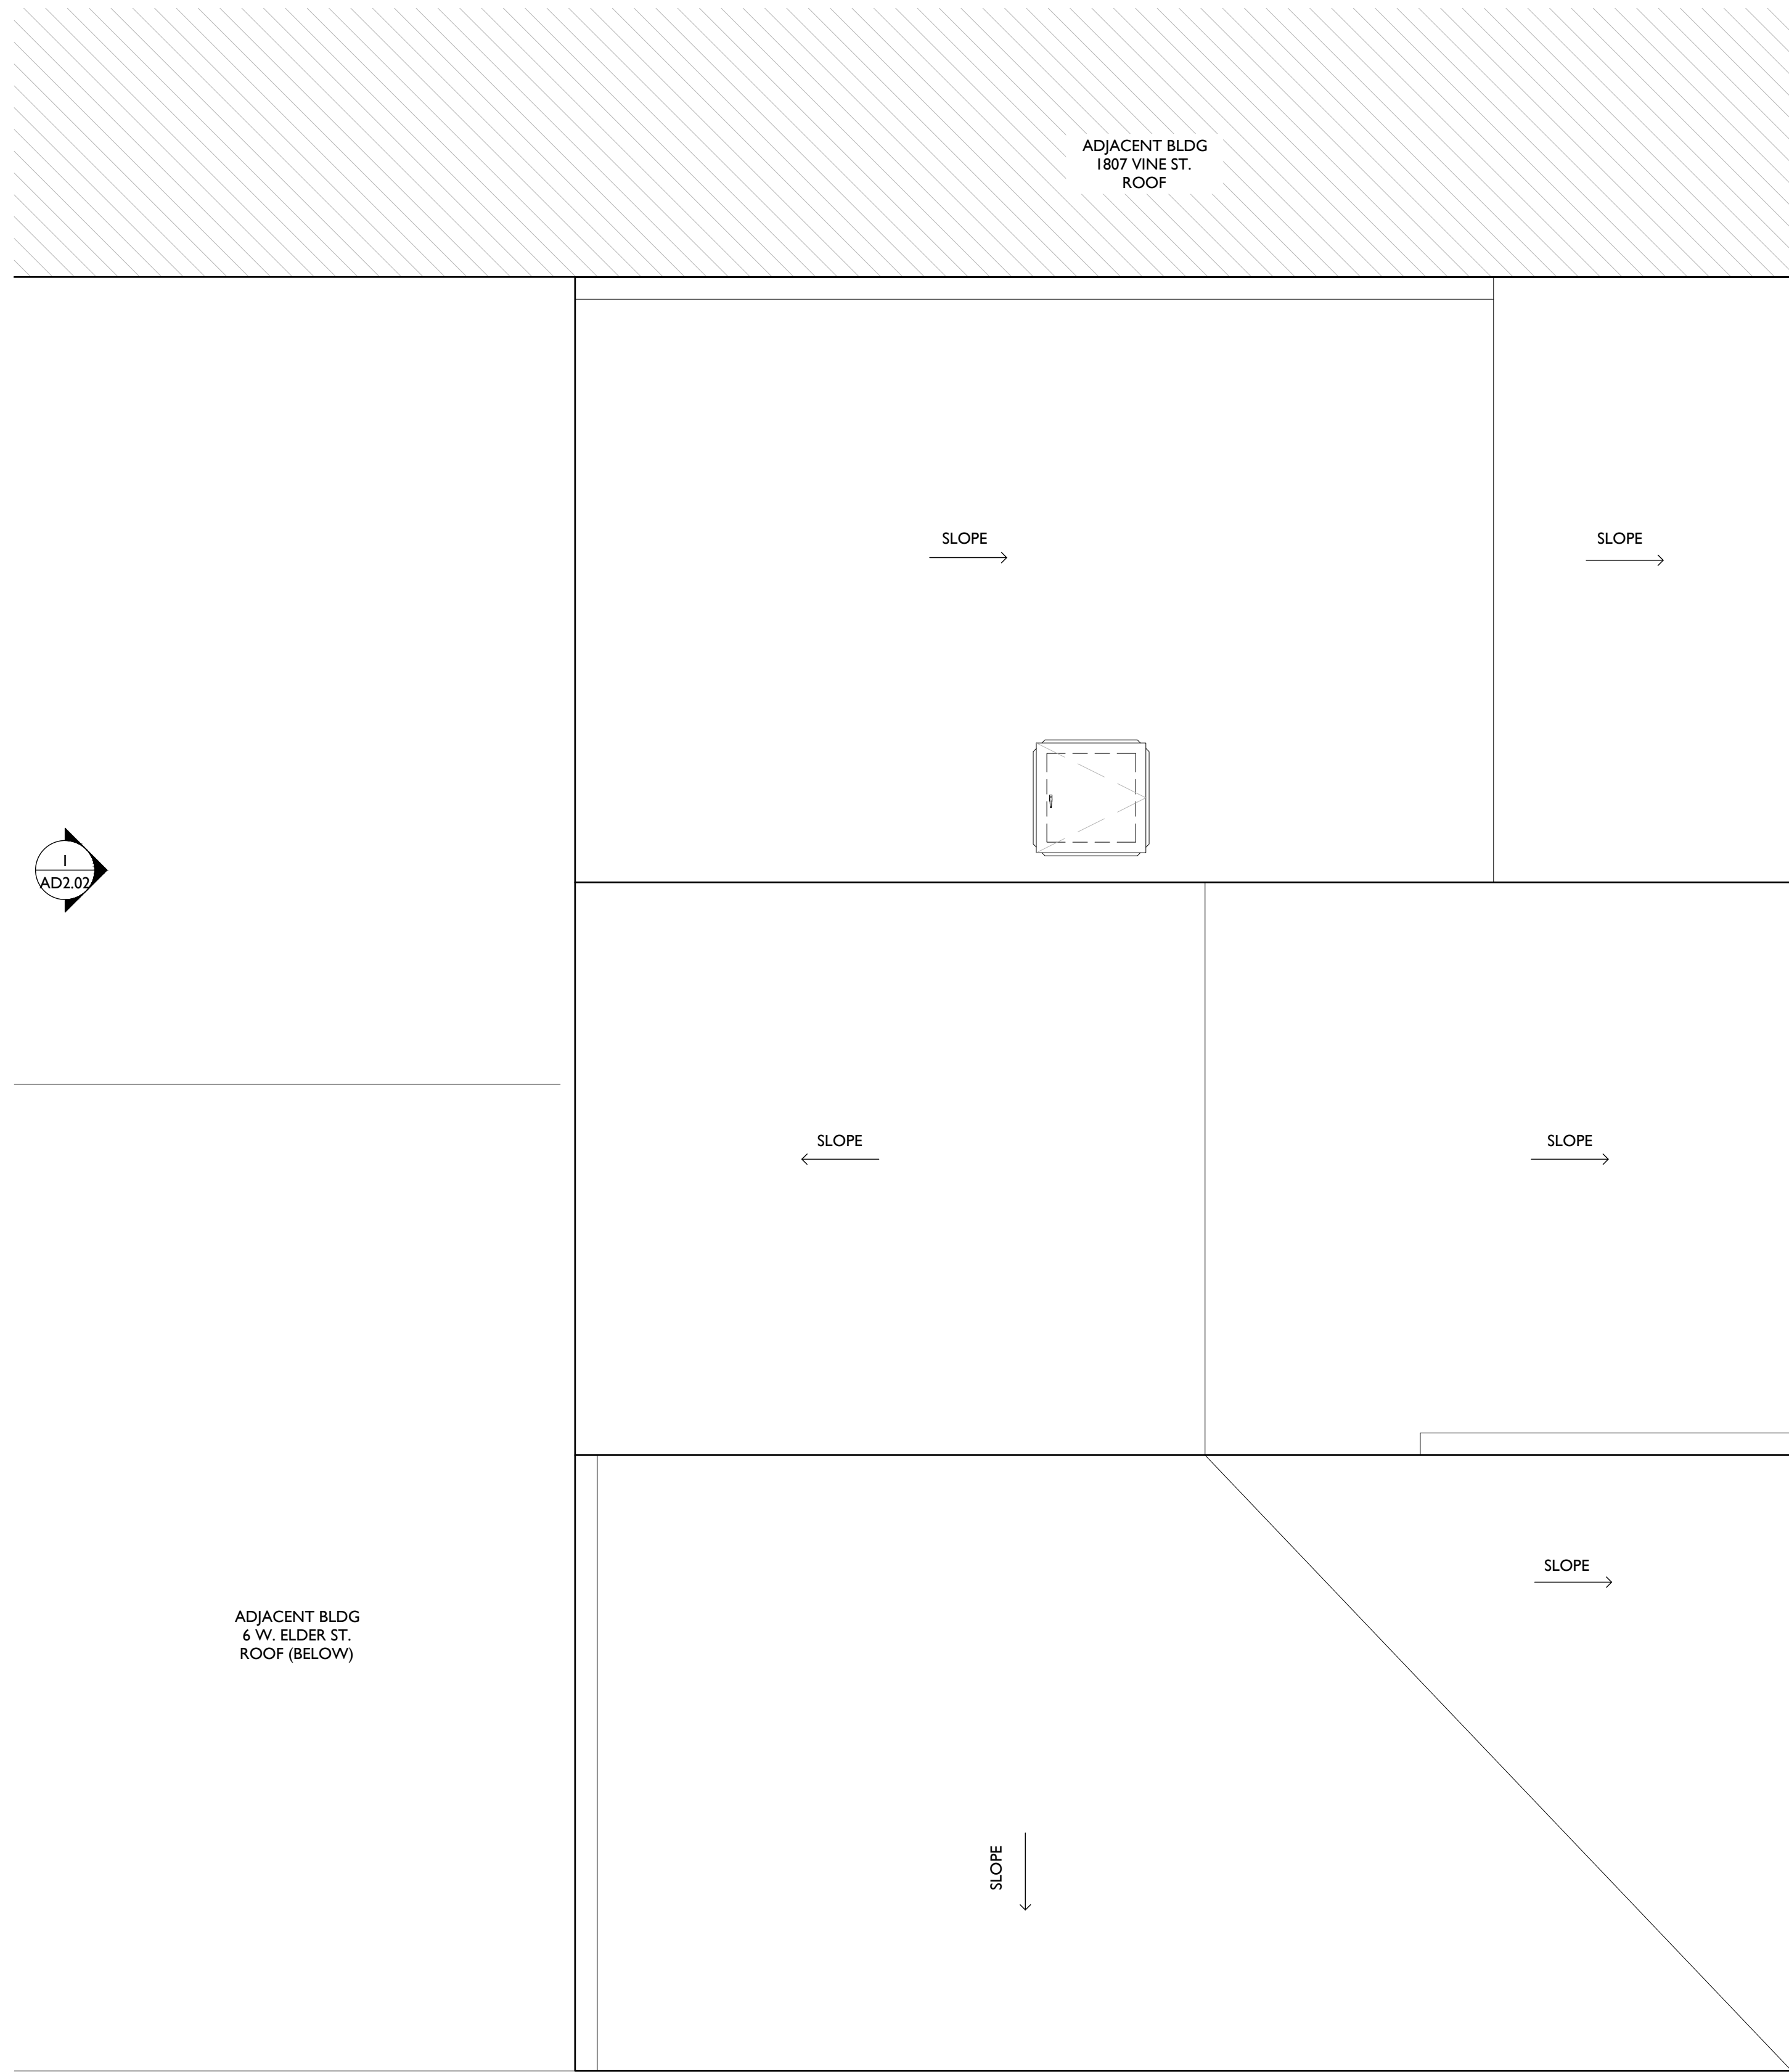 ADJACENT BLDG
1807 VINE ST.
ROOF
SLOPE
SLOPE
1
AD2.02
SLOPE
SLOPE
SLOPE
ADJACENT BLDG
6 W. ELDER ST.
ROOF (BELOW)
SLOPE